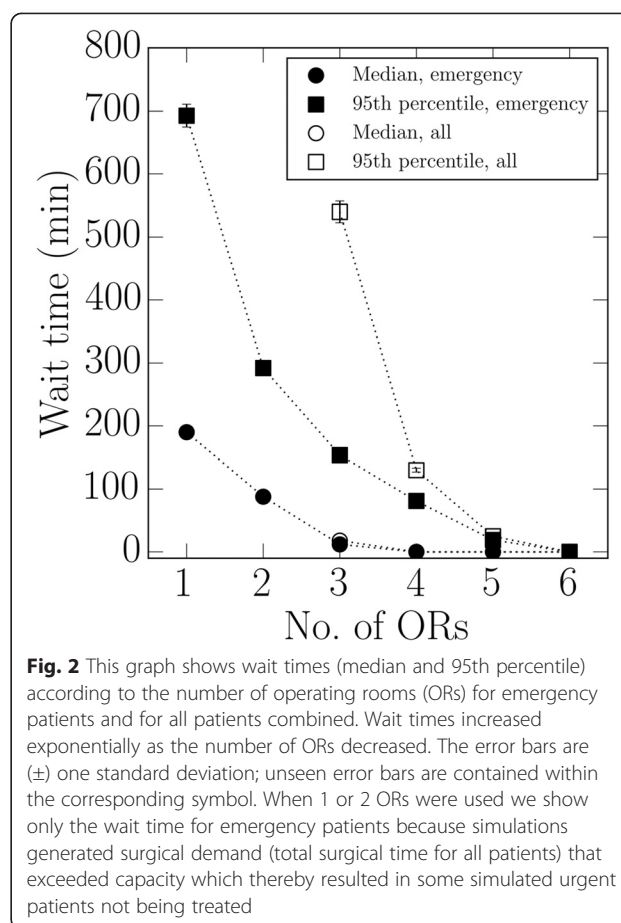 800
700
600
500
400
300
200
100
0
Wait time (min)
Median, emergency
95th percentile, emergency
Median, all
95th percentile, all
1 2 3 4 5 6
No. of ORs
Fig. 2 This graph shows wait times (median and 95th percentile)
according to the number of operating rooms (ORs) for emergency
patients and for all patients combined. Wait times increased
exponentially as the number of ORs decreased. The error bars are
(±) one standard deviation; unseen error bars are contained within
the corresponding symbol. When 1 or 2 ORs were used we show
only the wait time for emergency patients because simulations
generated surgical demand (total surgical time for all patients) that
exceeded capacity which thereby resulted in some simulated urgent
patients not being treated